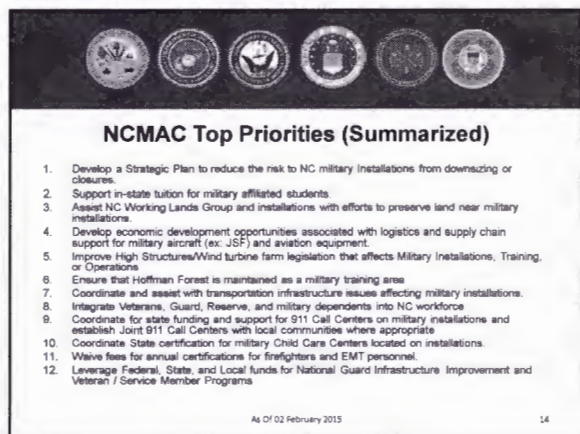 NCMAC Top Priorities (Summarized)
1. Develop a Strategic Plan to reduce the risk to NC military Installations from downsizing or
closures.
2. Support in-state tuition for military affiliated students.
3. Assist NC Working Lands Group and installations with efforts to preserve land near military
installations.
4. Develop economic development opportunities associated with logistics and supply chain
support for military aircraft (ex: JSF) and aviation equipment.
5. Improve High Structures/Wind turbine farm legislation that affects Military Installations, Training,
or Operations
6. Ensure that Hoffman Forest is maintained as a military training area
7. Coordinate and assist with transportation infrastructure issues affecting military installations.
8. Integrate Veterans, Guard, Reserve, and military dependents into NC workforce
9. Coordinate for state funding and support for 911 Call Centers on military installations and
establish Joint 911 Call Centers with local communities where appropriate
10. Coordinate State certification for military Child Care Centers located on installations.
11. Waive fees for annual certifications for firefighters and EMT personnel.
12. Leverage Federal, State, and Local funds for National Guard Infrastructure Improvement and
Veteran / Service Member Programs
As Of 02 February 2015
14